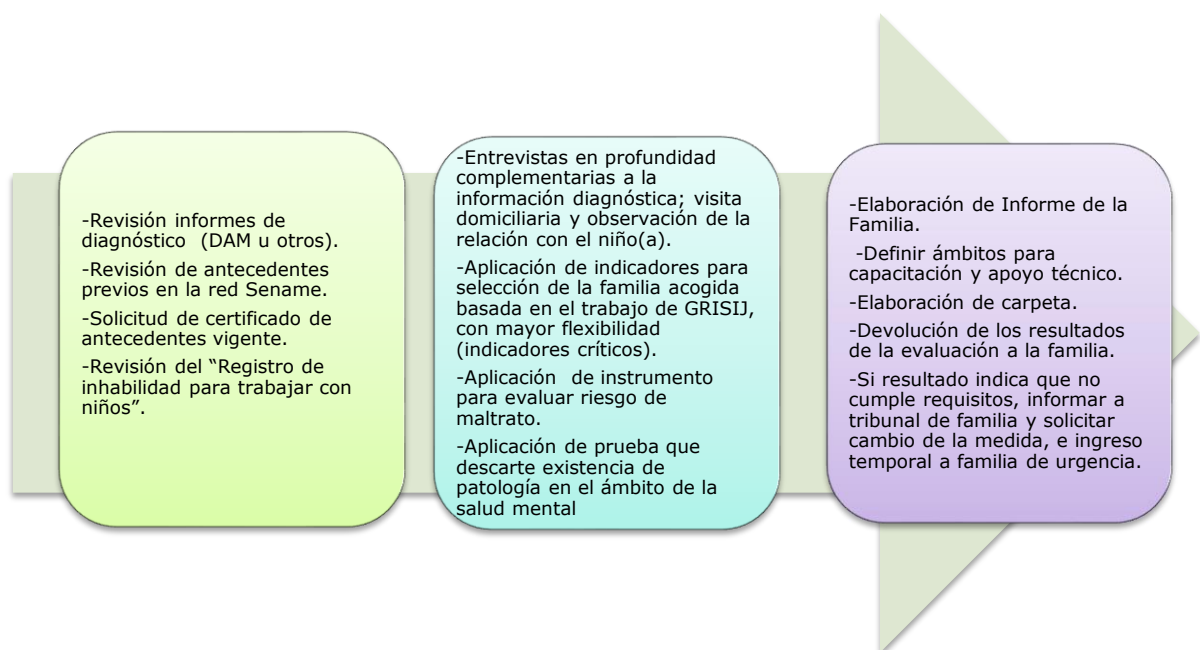 -Revisión informes de
diagnóstico  (DAM u otros).
-Revisión de antecedentes
previos en la red Sename.
-Solicitud de certificado de
antecedentes vigente.
-Revisión del “Registro de
inhabilidad para trabajar con
niños”.
-Entrevistas en profundidad
complementarias a la
información diagnóstica; visita
domiciliaria y observación de la
relación con el niño(a).
-Aplicación de indicadores para
selección de la familia acogida
basada en el trabajo de GRISIJ,
con mayor flexibilidad
(indicadores críticos).
-Aplicación  de instrumento
para evaluar riesgo de
maltrato.
-Aplicación de prueba que
descarte existencia de
patología en el ámbito de la
salud mental
-Elaboración de Informe de la
Familia.
-Definir ámbitos para
capacitación y apoyo técnico.
-Elaboración de carpeta.
-Devolución de los resultados
de la evaluación a la familia.
-Si resultado indica que no
cumple requisitos, informar a
tribunal de familia y solicitar
cambio de la medida, e ingreso
temporal a familia de urgencia.